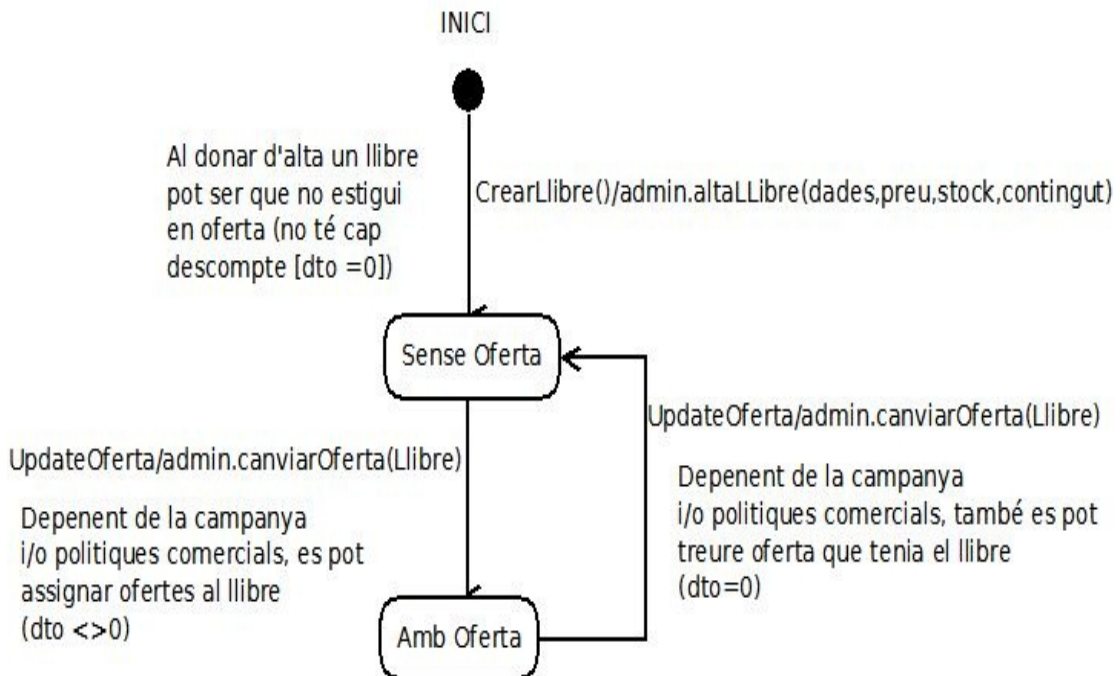 INICI
Al donar d'alta un llibre
pot ser que no estigui
en oferta (no té cap
descompte [dto =0])
CrearLlibre()/admin.altaLLibre(dades,preu,stock,contingut)
Sense Oferta
UpdateOferta/admin.canviarOferta(Llibre)
Depenent de la campanya
i/o politiques comercials, es pot
assignar ofertes al llibre
(dto <>0)
UpdateOferta/admin.canviarOferta(Llibre)
Depenent de la campanya
i/o politiques comercials, també es pot
treure oferta que tenia el llibre
(dto=0)
Amb Oferta